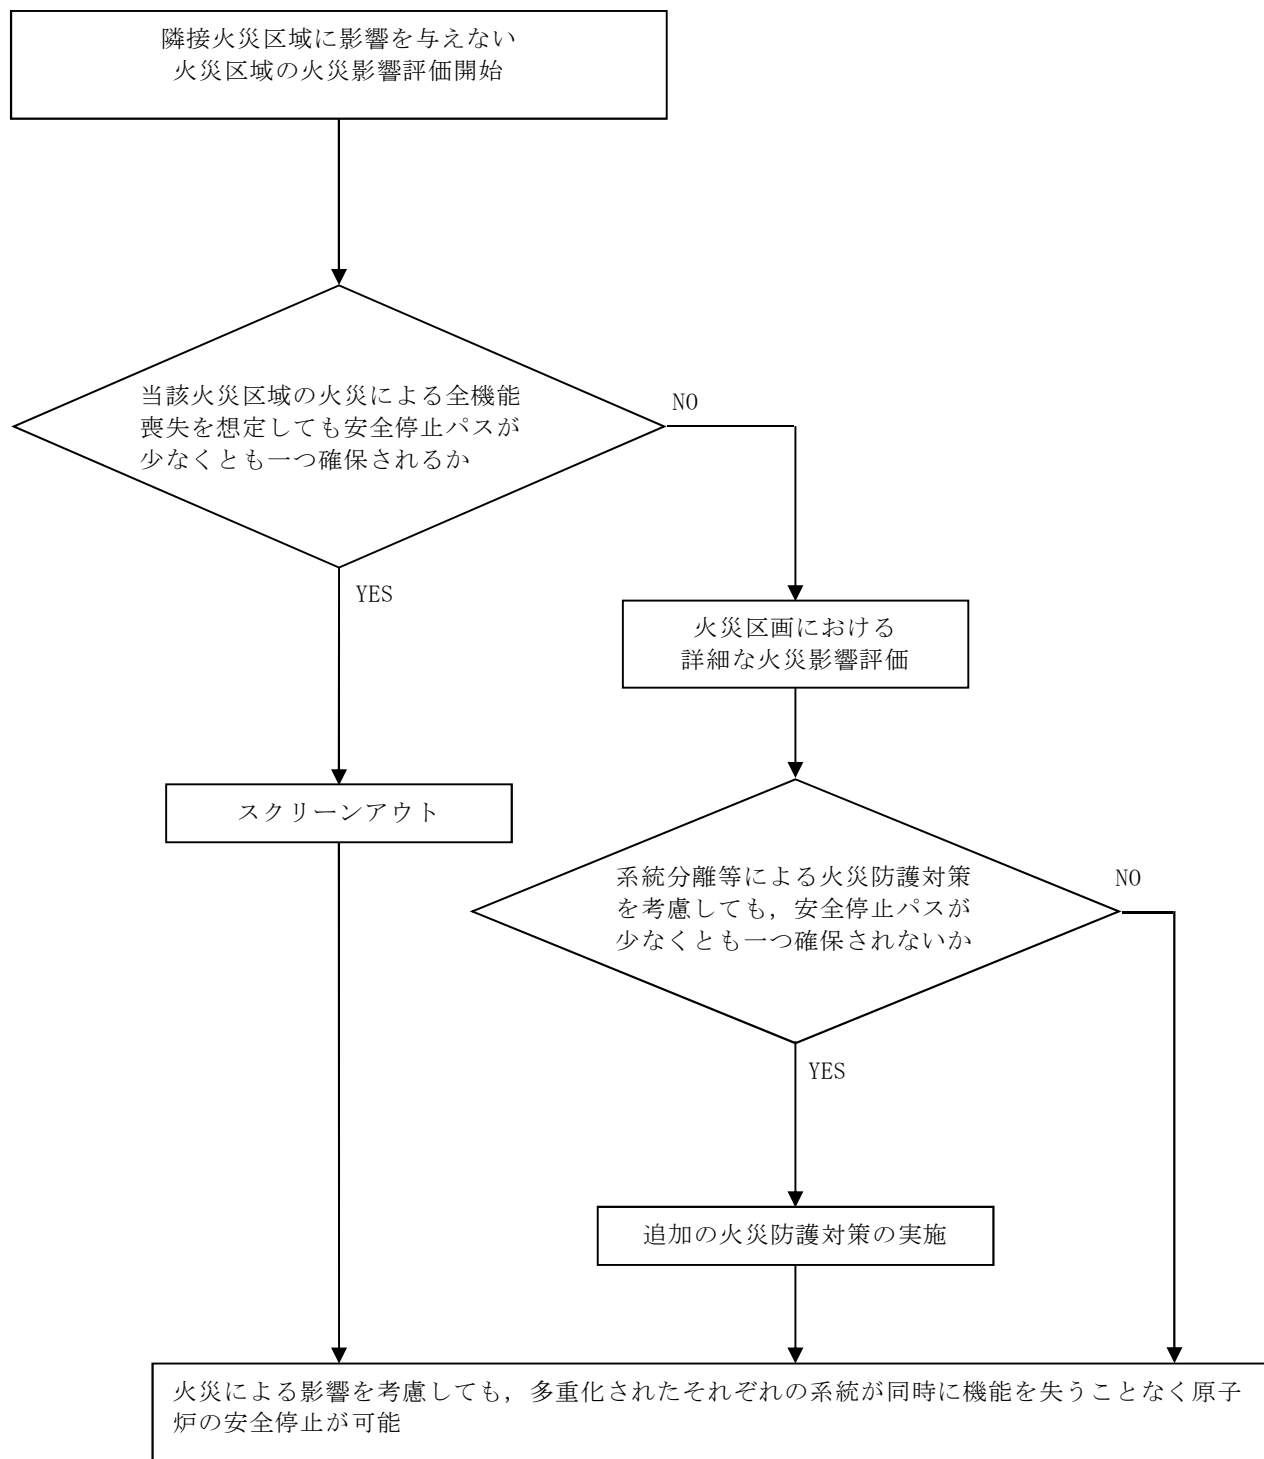 隣接火災区域に影響を与えない
火災区域の火災影響評価開始
当該火災区域の火災による全機能
喪失を想定しても安全停止パスが
少なくとも一つ確保されるか
NO
YES
火災区画における
詳細な火災影響評価
スクリーンアウト
系統分離等による火災防護対策
を考慮しても，安全停止パスが
少なくとも一つ確保されないか
NO
YES
追加の火災防護対策の実施
火災による影響を考慮しても，多重化されたそれぞれの系統が同時に機能を失うことなく原子
炉の安全停止が可能